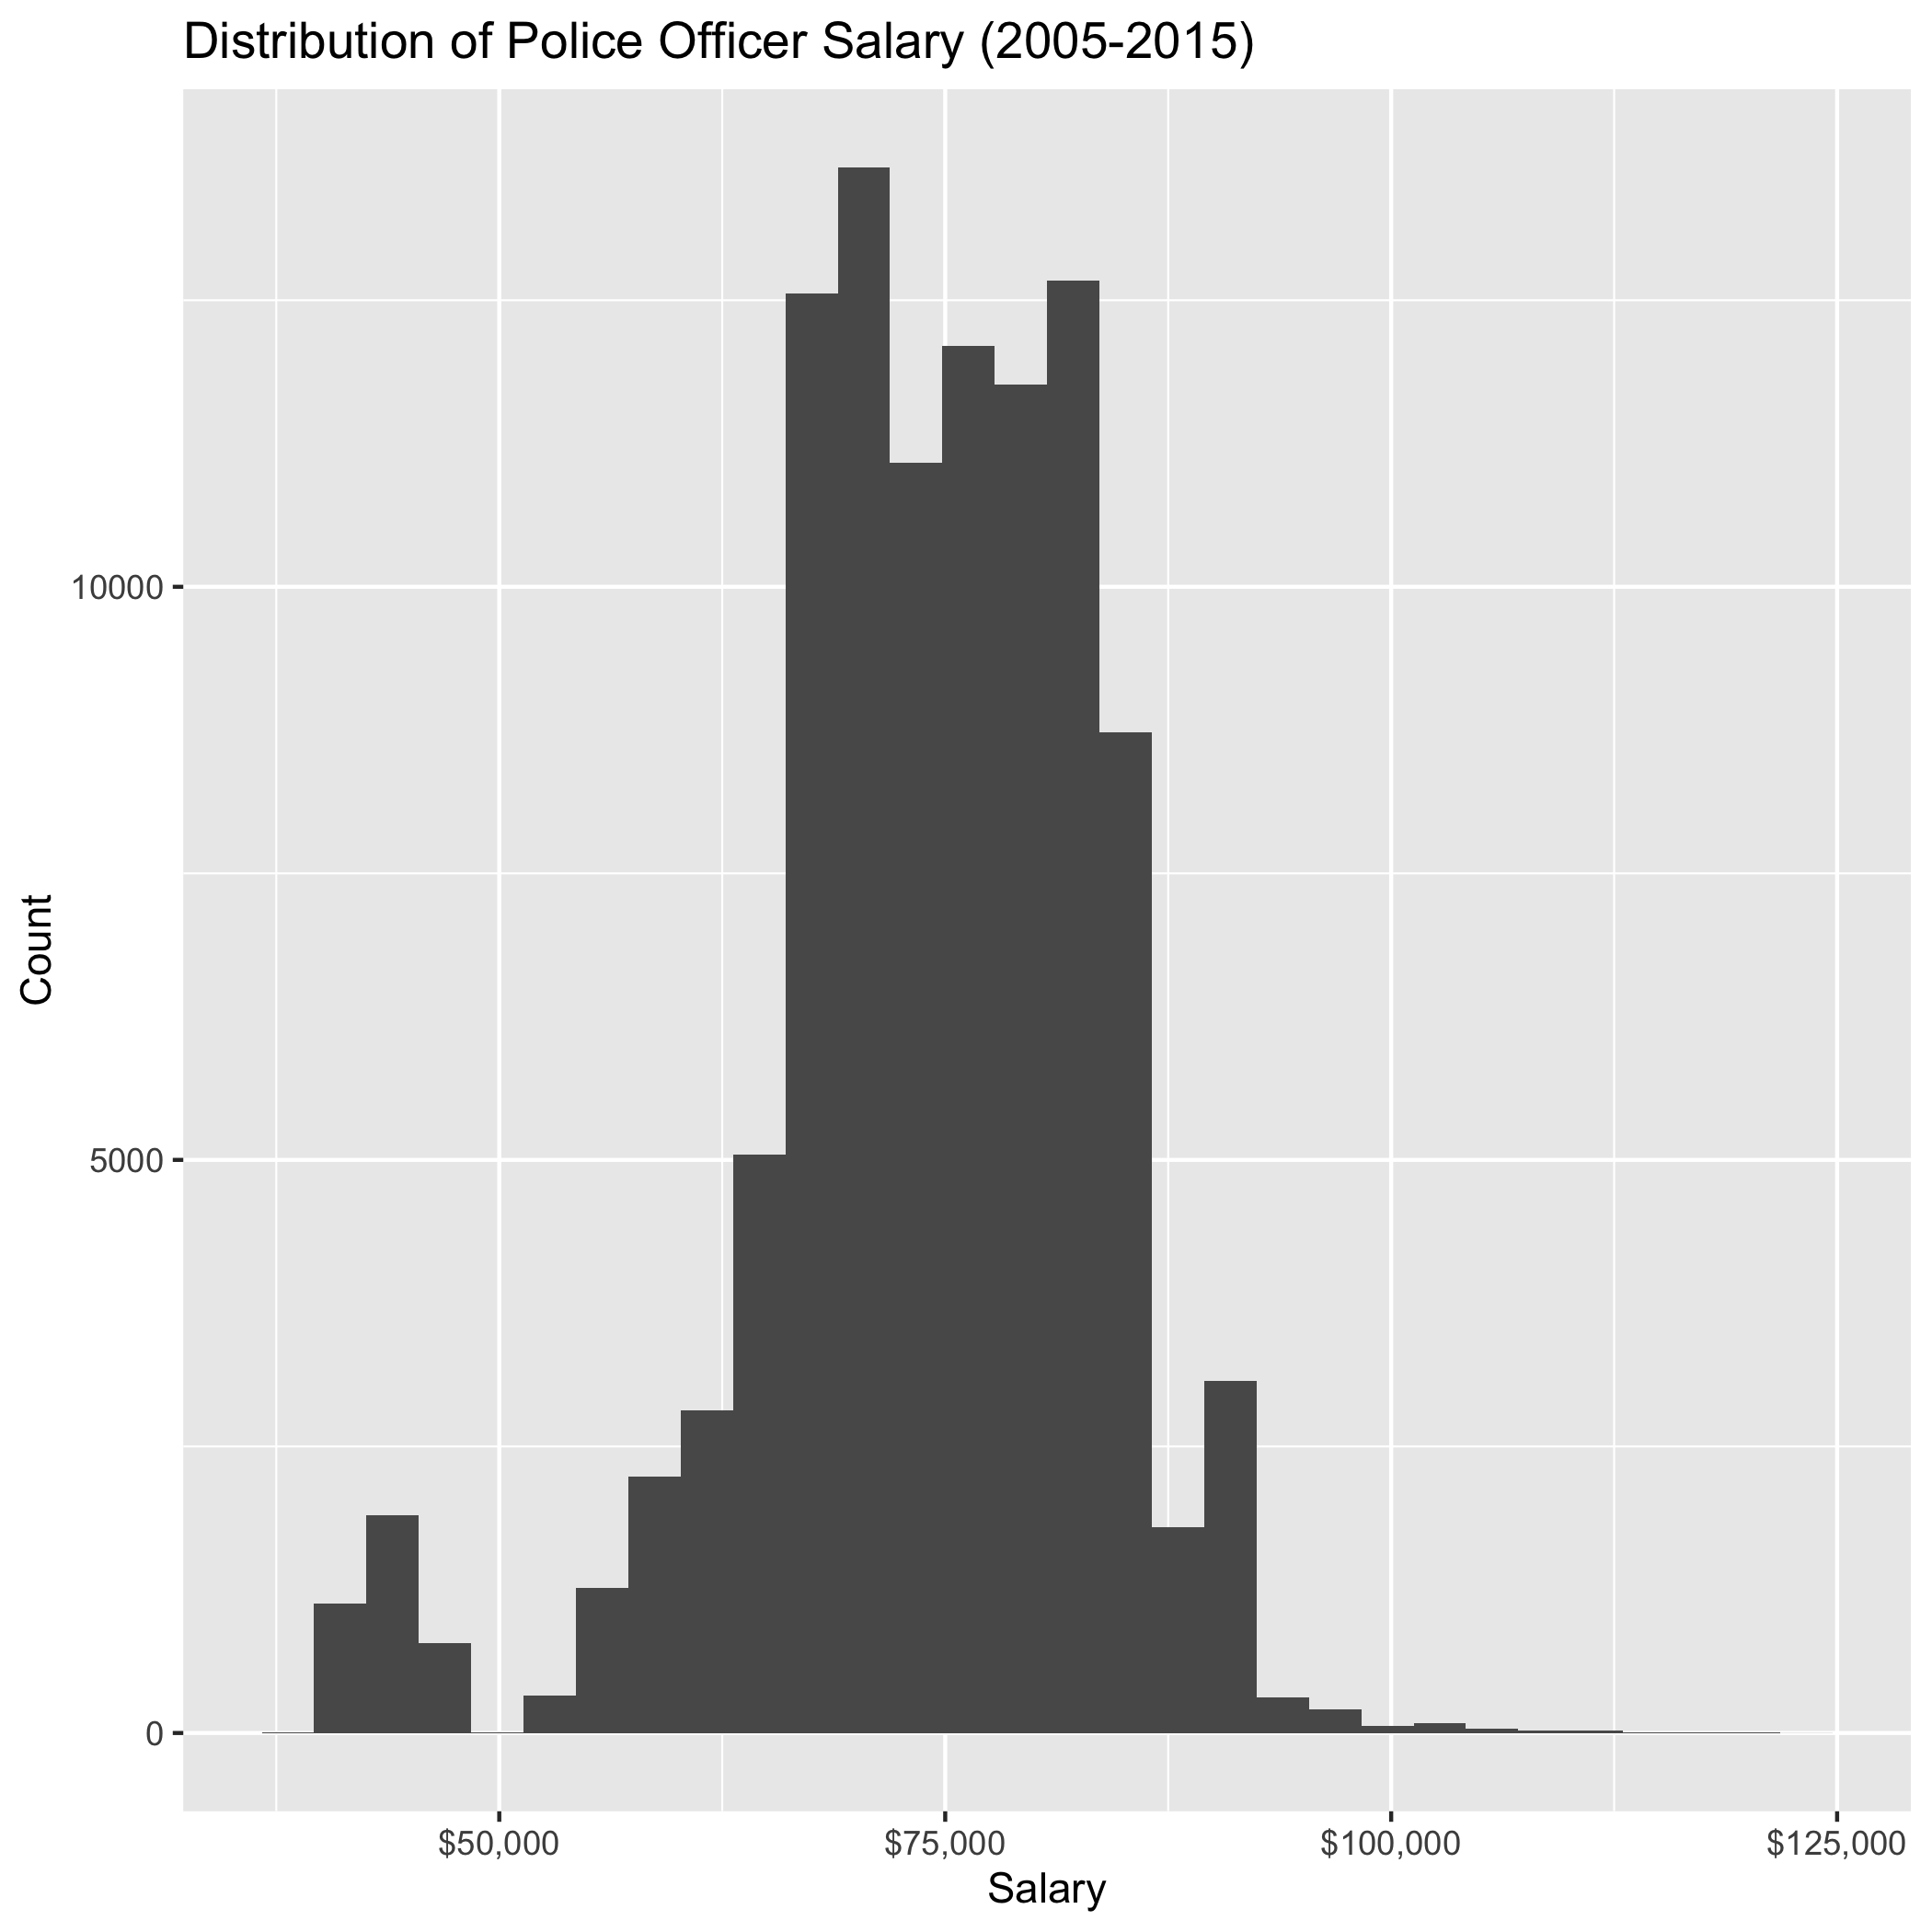 Distribution of Police Officer Salary (2005-2015)
Count
10000
5000
0
$50,000 $75,000 $100,000 $125,000
Salary